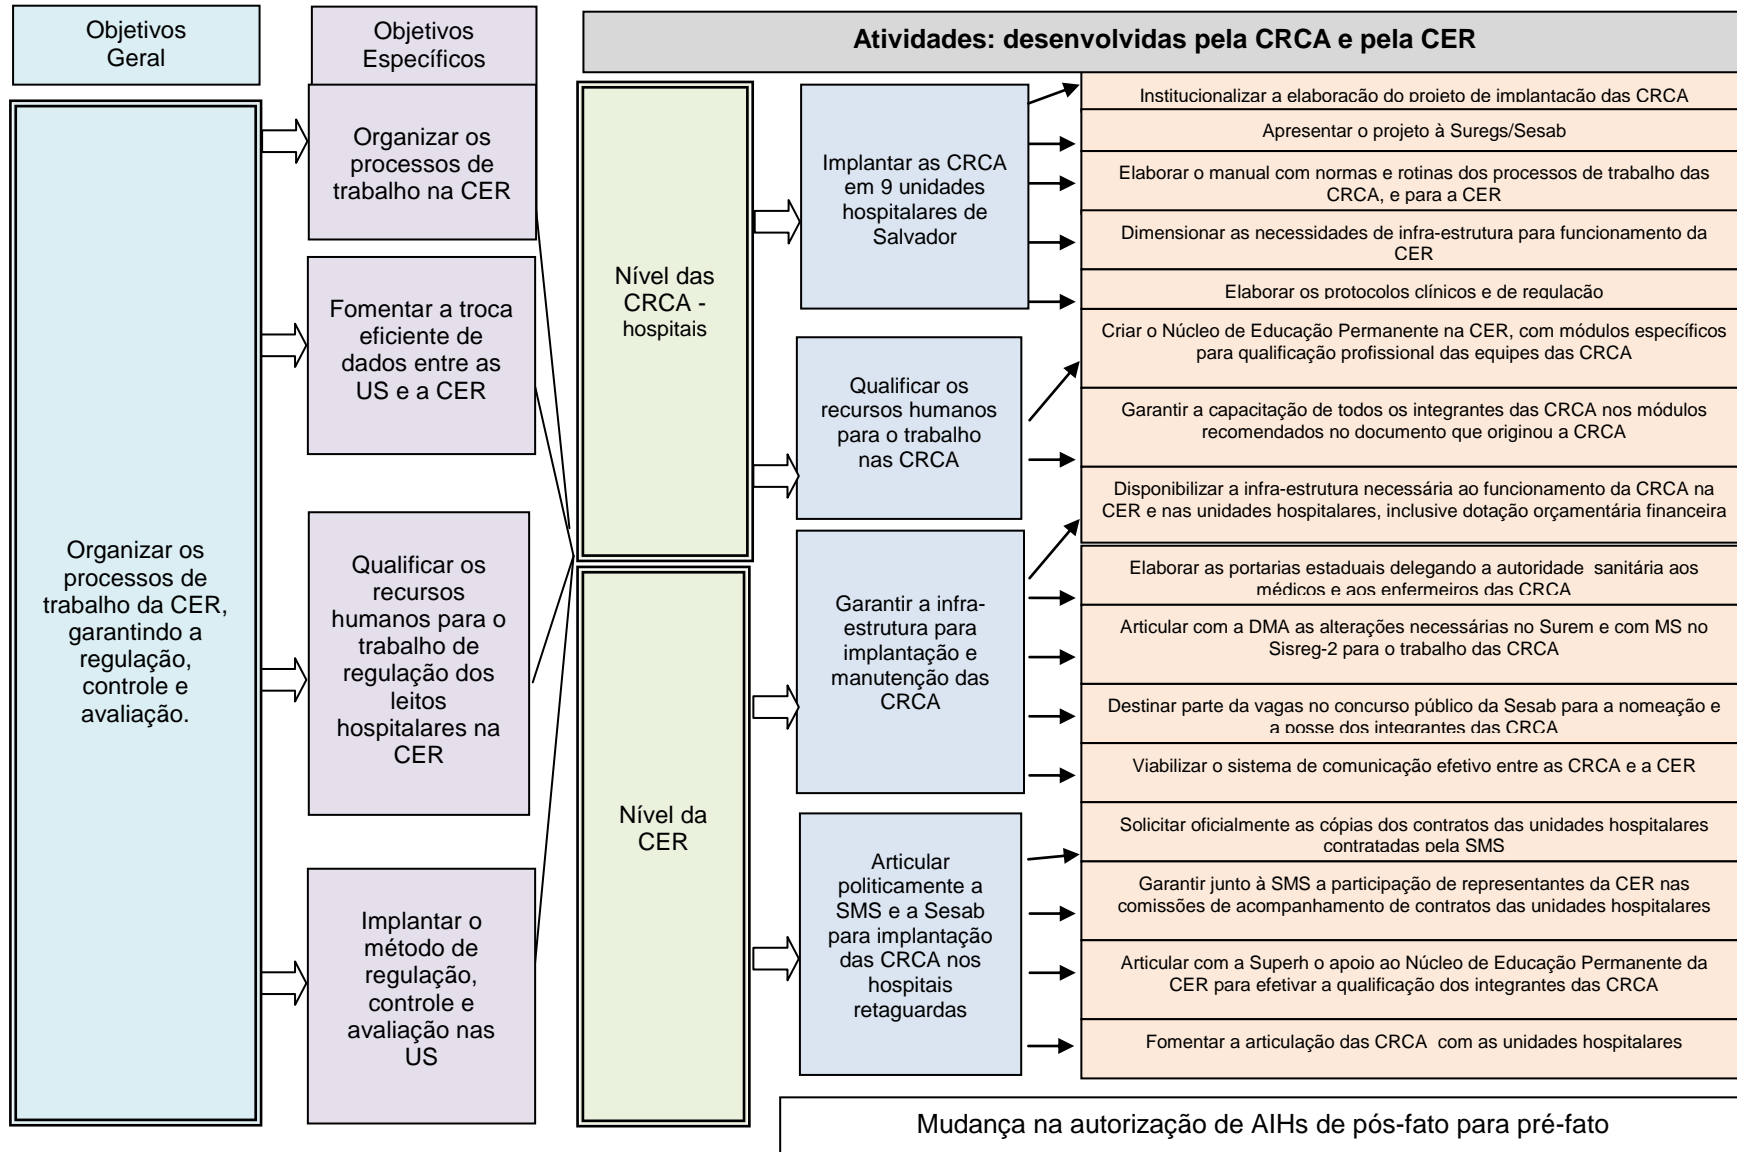 Objetivos
Geral
Objetivos
Específicos
Atividades: desenvolvidas pela CRCA e pela CER
Organizar os
processos de
trabalho da CER,
garantindo a
regulação,
controle e
avaliação.
Organizar os
processos de
trabalho na CER
Fomentar a troca
eficiente de
dados entre as
US e a CER
Qualificar os
recursos
humanos para o
trabalho de
regulação dos
leitos
hospitalares na
CER
Implantar o
método de
regulação,
controle e
avaliação nas
US
Nível das
CRCA -
hospitais
Nível da
CER
Implantar as CRCA
em 9 unidades
hospitalares de
Salvador
Qualificar os
recursos humanos
para o trabalho
nas CRCA
Garantir a infra-
estrutura para
implantação e
manutenção das
CRCA
Articular
politicamente a
SMS e a Sesab
para implantação
das CRCA nos
hospitais
retaguardas
Institucionalizar a elaboração do projeto de implantação das CRCA
Apresentar o projeto à Suregs/Sesab
Elaborar o manual com normas e rotinas dos processos de trabalho das
CRCA, e para a CER
Dimensionar as necessidades de infra-estrutura para funcionamento da
CER
Elaborar os protocolos clínicos e de regulação
Criar o Núcleo de Educação Permanente na CER, com módulos específicos
para qualificação profissional das equipes das CRCA
Garantir a capacitação de todos os integrantes das CRCA nos módulos
recomendados no documento que originou a CRCA
Disponibilizar a infra-estrutura necessária ao funcionamento da CRCA na
CER e nas unidades hospitalares, inclusive dotação orçamentária financeira
Elaborar as portarias estaduais delegando a autoridade sanitária aos
médicos e aos enfermeiros das CRCA
Articular com a DMA as alterações necessárias no Surem e com MS no
Sisreg-2 para o trabalho das CRCA
Destinar parte da vagas no concurso público da Sesab para a nomeação e
a posse dos integrantes das CRCA
Viabilizar o sistema de comunicação efetivo entre as CRCA e a CER
Solicitar oficialmente as cópias dos contratos das unidades hospitalares
contratadas pela SMS
Garantir junto à SMS a participação de representantes da CER nas
comissões de acompanhamento de contratos das unidades hospitalares
Articular com a Superh o apoio ao Núcleo de Educação Permanente da
CER para efetivar a qualificação dos integrantes das CRCA
Fomentar a articulação das CRCA com as unidades hospitalares
Mudança na autorização de AIHs de pós-fato para pré-fato